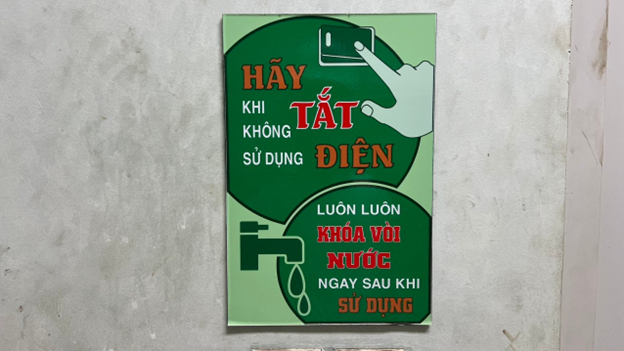 HÃY
KHI TẮT
KHÔNG
SỬ DỤNG ĐIỆN
LUÔN LUÔN
KHÓA VÒI
NƯỚC
NGAY SAU KHI
SỬ DỤNG